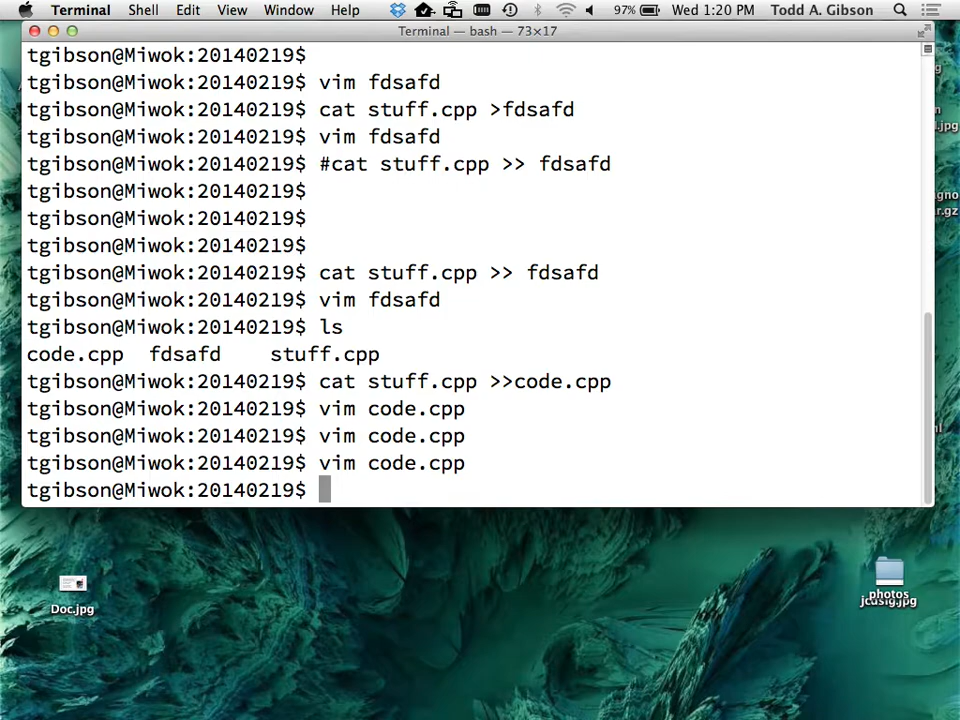 Terminal Shell Edit View Window Help 97% Wed 1:20 PM Todd A. Gibson
Terminal — bash — 73×17
tgibson@Miwok:20140219$
tgibson@Miwok:20140219$ vim fdsafd
tgibson@Miwok:20140219$ cat stuff.cpp >fdsafd
tgibson@Miwok:20140219$ vim fdsafd
tgibson@Miwok:20140219$ #cat stuff.cpp >> fdsafd
tgibson@Miwok:20140219$
tgibson@Miwok:20140219$
tgibson@Miwok:20140219$
tgibson@Miwok:20140219$ cat stuff.cpp >> fdsafd
tgibson@Miwok:20140219$ vim fdsafd
tgibson@Miwok:20140219$ ls
code.cpp fdsafd stuff.cpp
tgibson@Miwok:20140219$ cat stuff.cpp >>code.cpp
tgibson@Miwok:20140219$ vim code.cpp
tgibson@Miwok:20140219$ vim code.cpp
tgibson@Miwok:20140219$ vim code.cpp
tgibson@Miwok:20140219$
Doc.jpg
photos